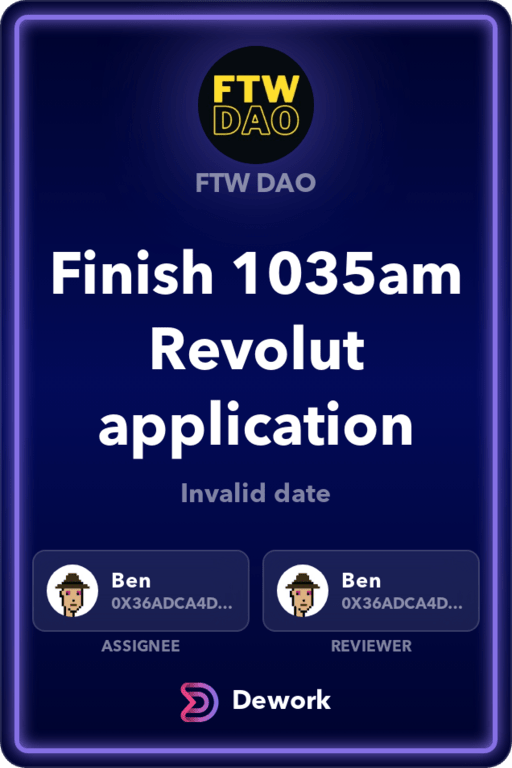 FTW
DAO
FTW DAO
Finish 1035am
Revolut
application
Invalid date
Ben
0X36ADCA4D...
ASSIGNEE
Ben
0X36ADCA4D...
REVIEWER
Dework